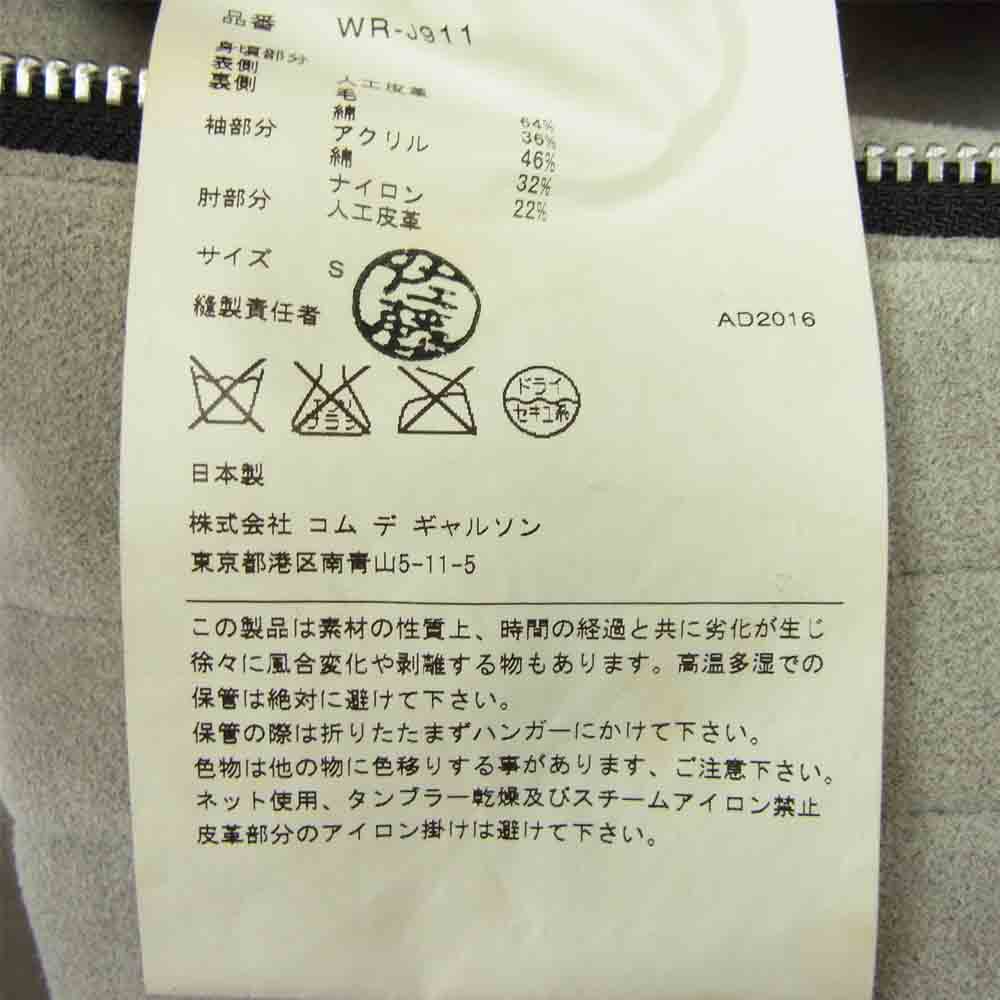 品番 WR-J911
身頃部分
表側 人工皮革
裏側 毛
綿 64%
袖部分 アクリル 36%
綿 46%
ナイロン 32%
肘部分 人工皮革 22%
サイズ S
佐藤
縫製責任者
AD2016
エンソ
サラシ
ドライ
セキユ系
日本製
株式会社 コム デ ギャルソン
東京都港区南青山5-11-5
この製品は素材の性質上、時間の経過と共に劣化が生じ
徐々に風合変化や剥離する物もあります。高温多湿での
保管は絶対に避けて下さい。
保管の際は折りたたまずハンガーにかけて下さい。
色物は他の物に色移りする事があります、ご注意下さい。
ネット使用、タンブラー乾燥及びスチームアイロン禁止
皮革部分のアイロン掛けは避けて下さい。